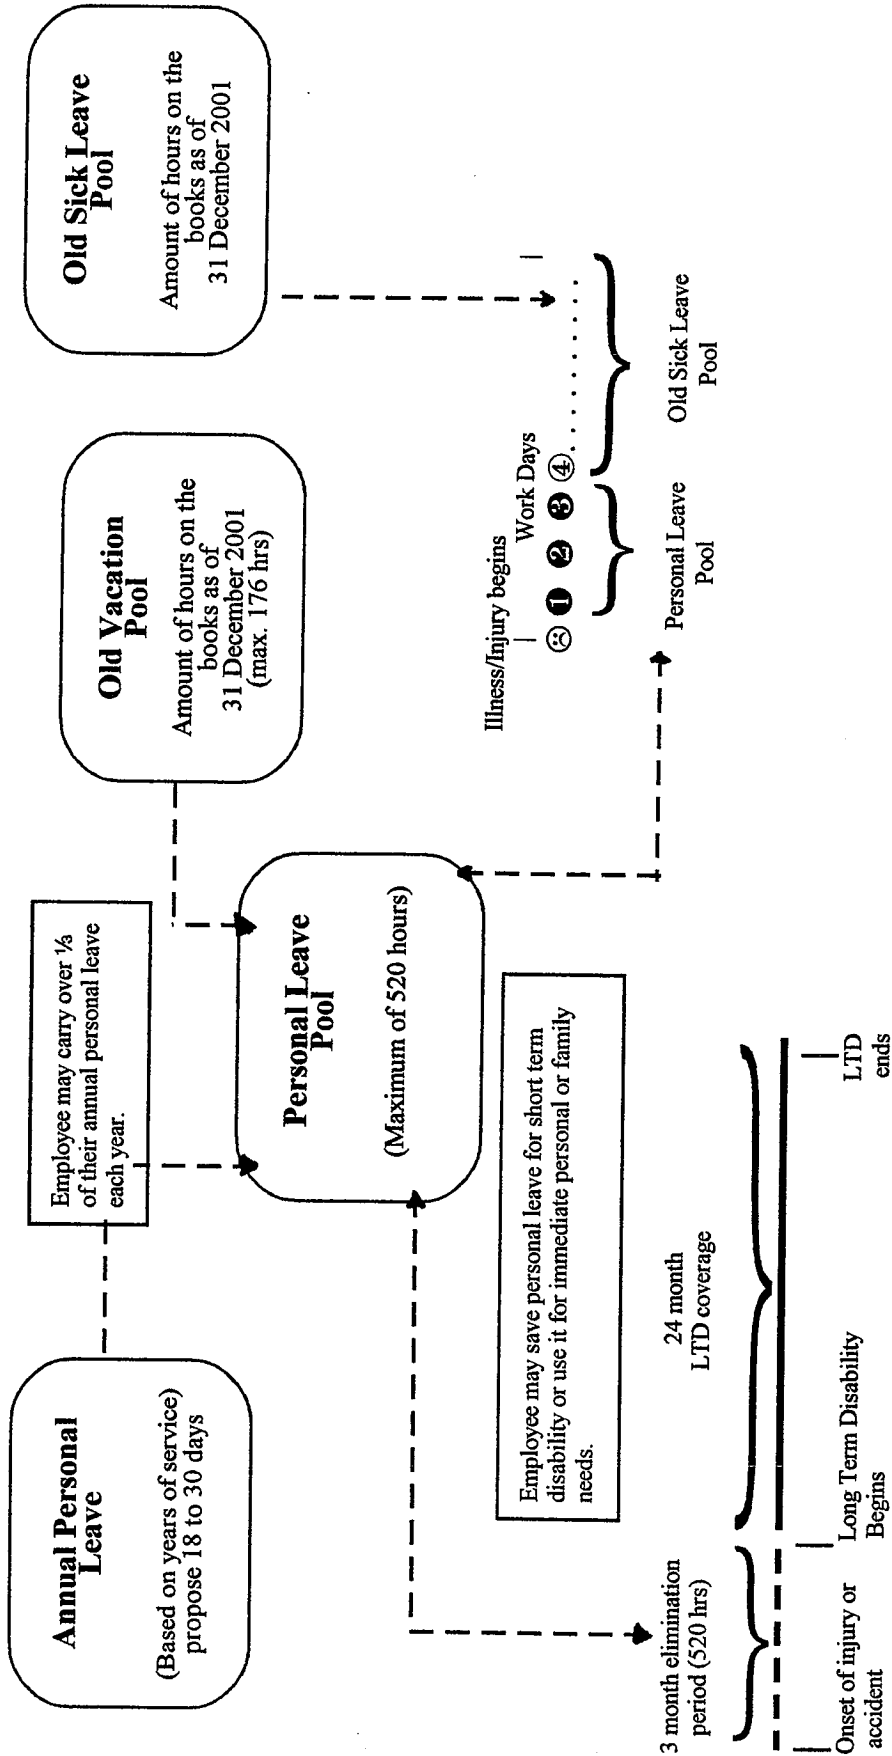 Annual Personal
Leave
(Based on years of service)
propose 18 to 30 days
Employee may carry over ⅓
of their annual personal leave
each year.
Old Vacation
Pool
Amount of hours on the
books as of
31 December 2001
(max. 176 hrs)
Old Sick Leave
Pool
Amount of hours on the
books as of
31 December 2001
Personal Leave
Pool
(Maximum of 520 hours)
Employee may save personal leave for short term
disability or use it for immediate personal or family
needs.
Illness/Injury begins
Work Days
1 2 3 4 . . . . . . . . . .
Personal Leave
Pool
Old Sick Leave
Pool
3 month elimination
period (520 hrs)
24 month
LTD coverage
Onset of injury or
accident
Long Term Disability
Begins
LTD
ends